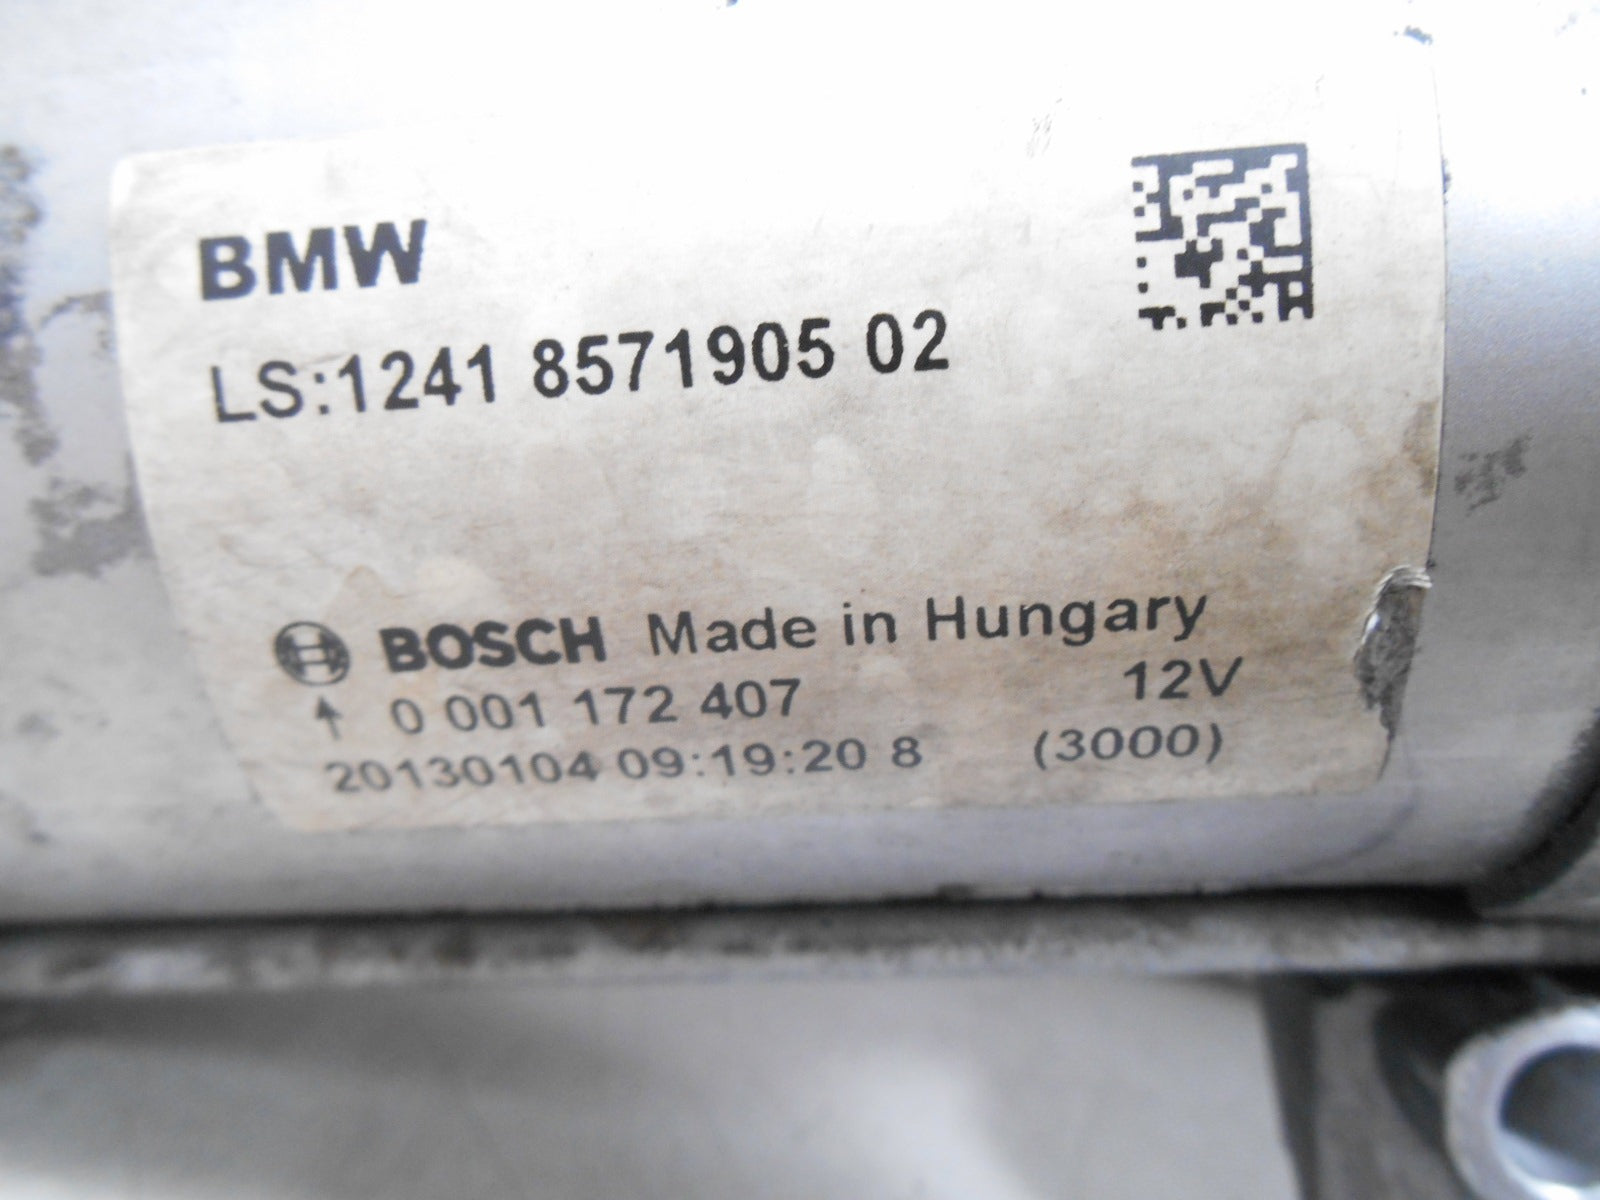 BMW
LS:1241 8571905 02
BOSCH Made in Hungary
0 001 172 407 12V
20130104 09:19:20 8 (3000)